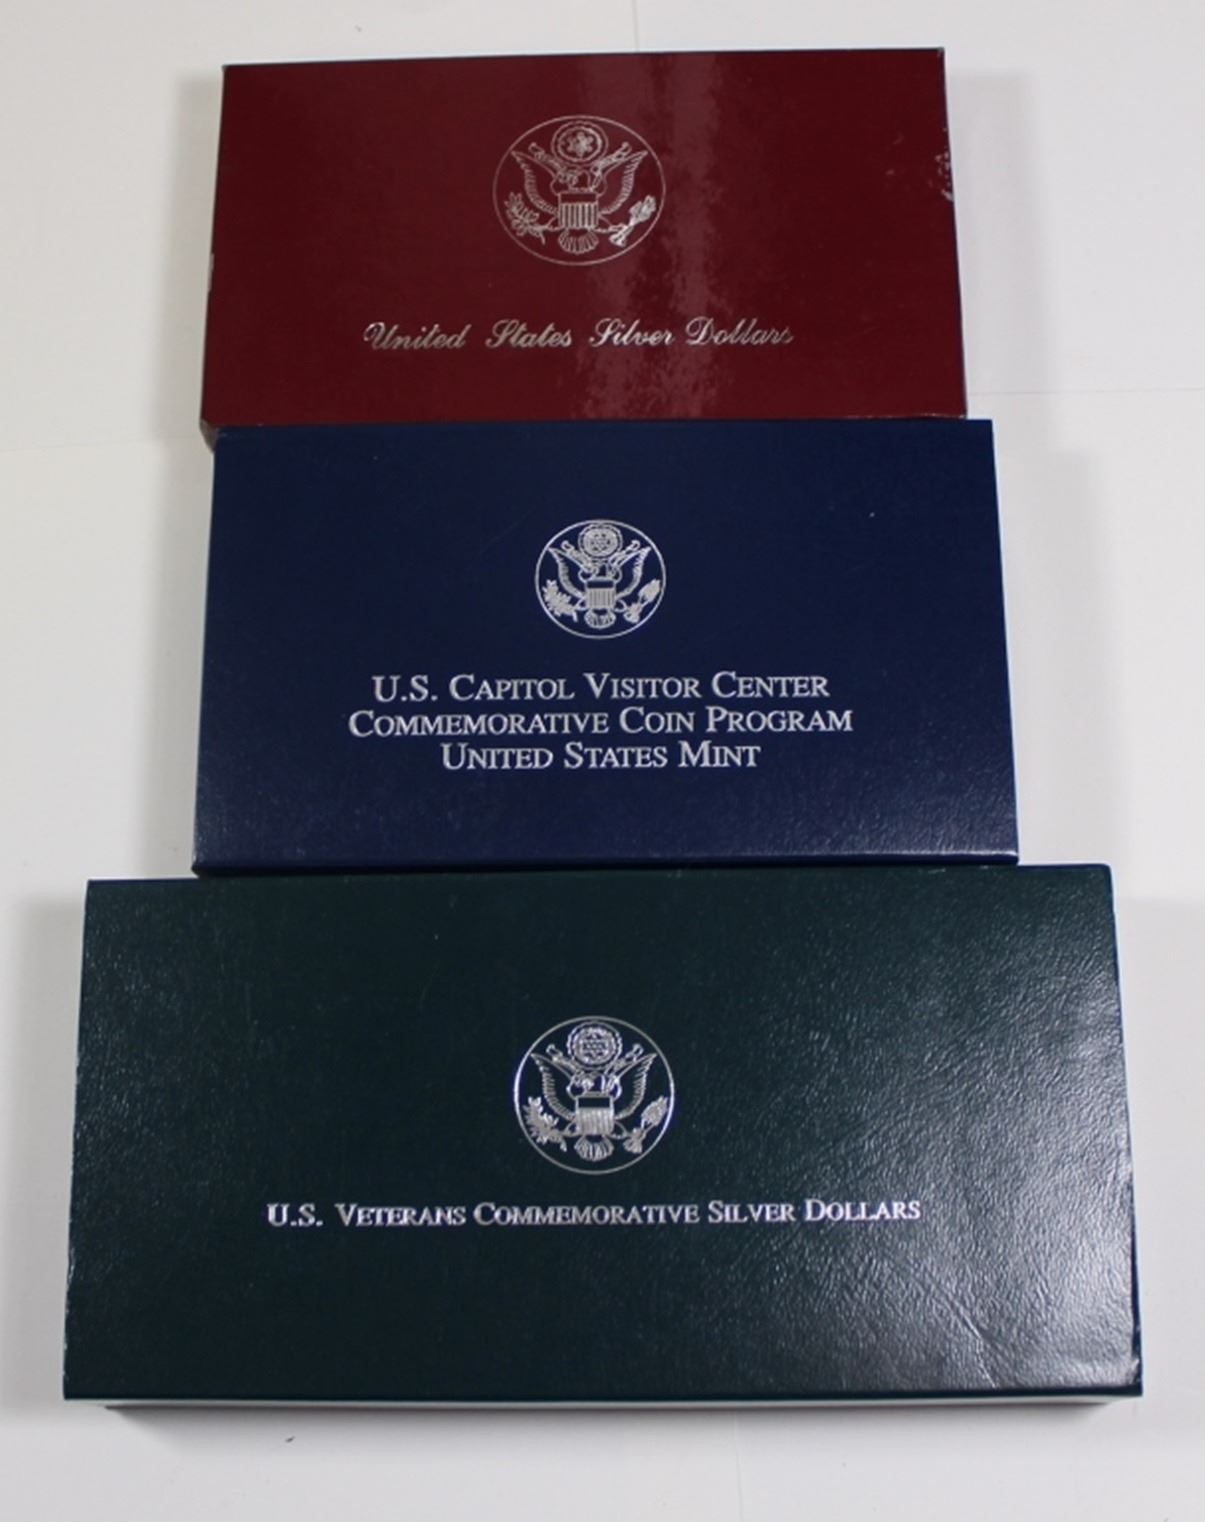 United States Silver Dollars
U.S. CAPITOL VISITOR CENTER
COMMEMORATIVE COIN PROGRAM
UNITED STATES MINT
U.S. VETERANS COMMEMORATIVE SILVER DOLLARS